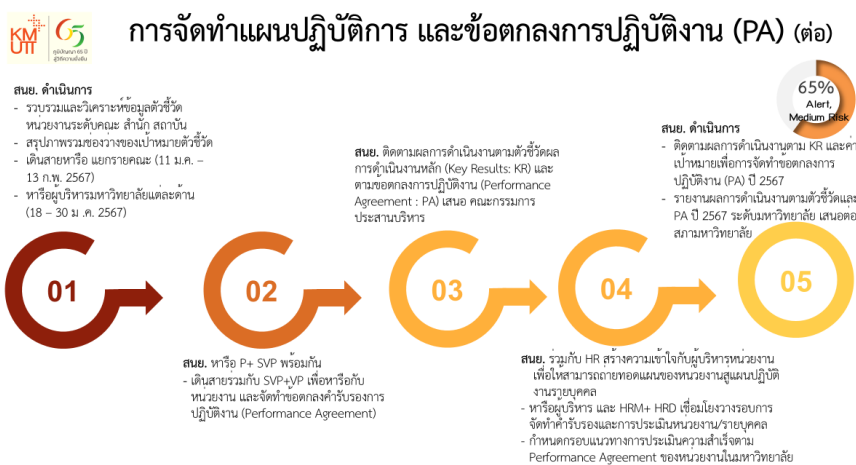 KM
UTT
65
ภูมิปัญญา 65 ปี
สู่วิถีความยั่งยืน
การจัดทำแผนปฏิบัติการ และข้อตกลงการปฏิบัติงาน (PA) (ต่อ)
65%
Alert,
Medium Risk
สนย. ดำเนินการ
- รวบรวมและวิเคราะห์ข้อมูลตัวชี้วัด
หน่วยงานระดับคณะ สำนัก สถาบัน
- สรุปภาพรวมช่องว่างของเป้าหมายตัวชี้วัด
- เดินสายหารือ แยกรายคณะ (11 ม.ค. –
13 ก.พ. 2567)
- หารือผู้บริหารมหาวิทยาลัยแต่ละด้าน
(18 – 30 ม .ค. 2567)
สนย. ติดตามผลการดำเนินงานตามตัวชี้วัดผล
การดำเนินงานหลัก (Key Results: KR) และ
ตามข้อตกลงการปฏิบัติงาน (Performance
Agreement : PA) เสนอ คณะกรรมการ
ประสานบริหาร
สนย. ดำเนินการ
- ติดตามผลการดำเนินงานตาม KR และค่า
เป้าหมายเพื่อการจัดทำข้อตกลงการ
ปฏิบัติงาน (PA) ปี 2567
- รายงานผลการดำเนินงานตามตัวชี้วัดและ
PA ปี 2567 ระดับมหาวิทยาลัย เสนอต่อ
สภามหาวิทยาลัย
01
02
03
04
05
สนย. หารือ P+ SVP พร้อมกัน
- เดินสายร่วมกับ SVP+VP เพื่อหารือกับ
หน่วยงาน และจัดทำข้อตกลงคำรับรองการ
ปฏิบัติงาน (Performance Agreement)
สนย. ร่วมกับ HR สร้างความเข้าใจกับผู้บริหารหน่วยงาน
เพื่อให้สามารถถ่ายทอดแผนของหน่วยงานสู่แผนปฏิบัติ
งานรายบุคคล
- หารือผู้บริหาร และ HRM+ HRD เชื่อมโยงวางรอบการ
จัดทำคำรับรองและการประเมินหน่วยงาน/รายบุคคล
- กำหนดกรอบแนวทางการประเมินความสำเร็จตาม
Performance Agreement ของหน่วยงานในมหาวิทยาลัย